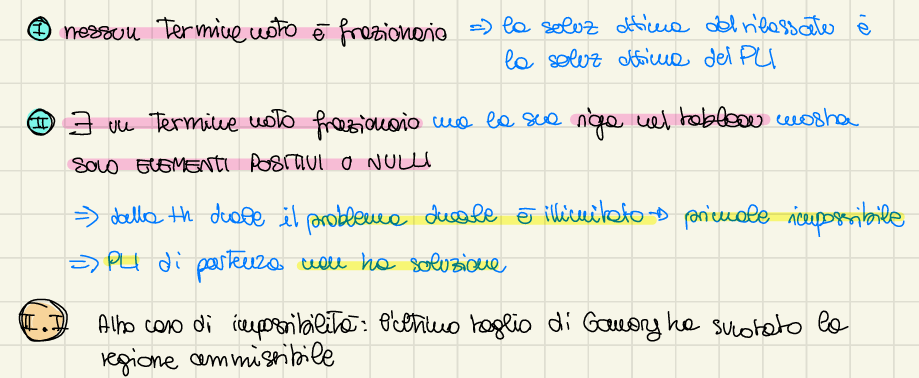 I nessun termine noto è frazionario => la soluz ottima del rilassato è
la soluz ottima del PLI
II ∃ un termine noto frazionario ma la sua riga nel tableau mostra
SOLO ELEMENTI POSITIVI O NULLI
=> dalla th duale il problema duale è illimitato → primale impossibile
=> PLI di partenza non ha soluzione
II.I Altro caso di impossibilità: l'ultimo taglio di Gomory ha svuotato la
regione ammissibile